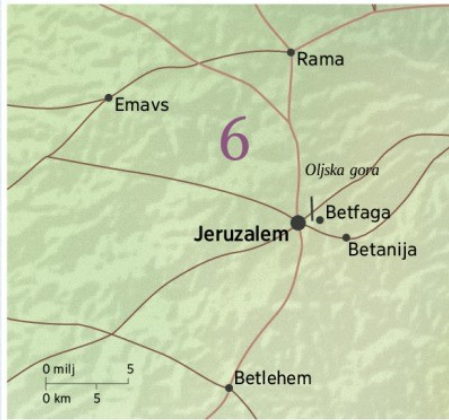 Rama
Emavs
6
Oljska gora
Betfaga
Jeruzalem
Betanija
0 milj 5
0 km 5
Betlehem